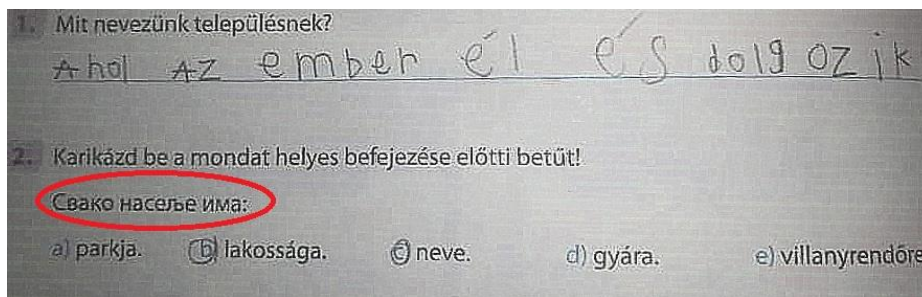 1. Mit nevezünk településnek?
Ahol az ember él és dolgozik
2. Karikázd be a mondat helyes befejezése előtti betűt!
Свако насеље има:
a) parkja. b) lakossága. c) neve. d) gyára. e) villanyrendőre